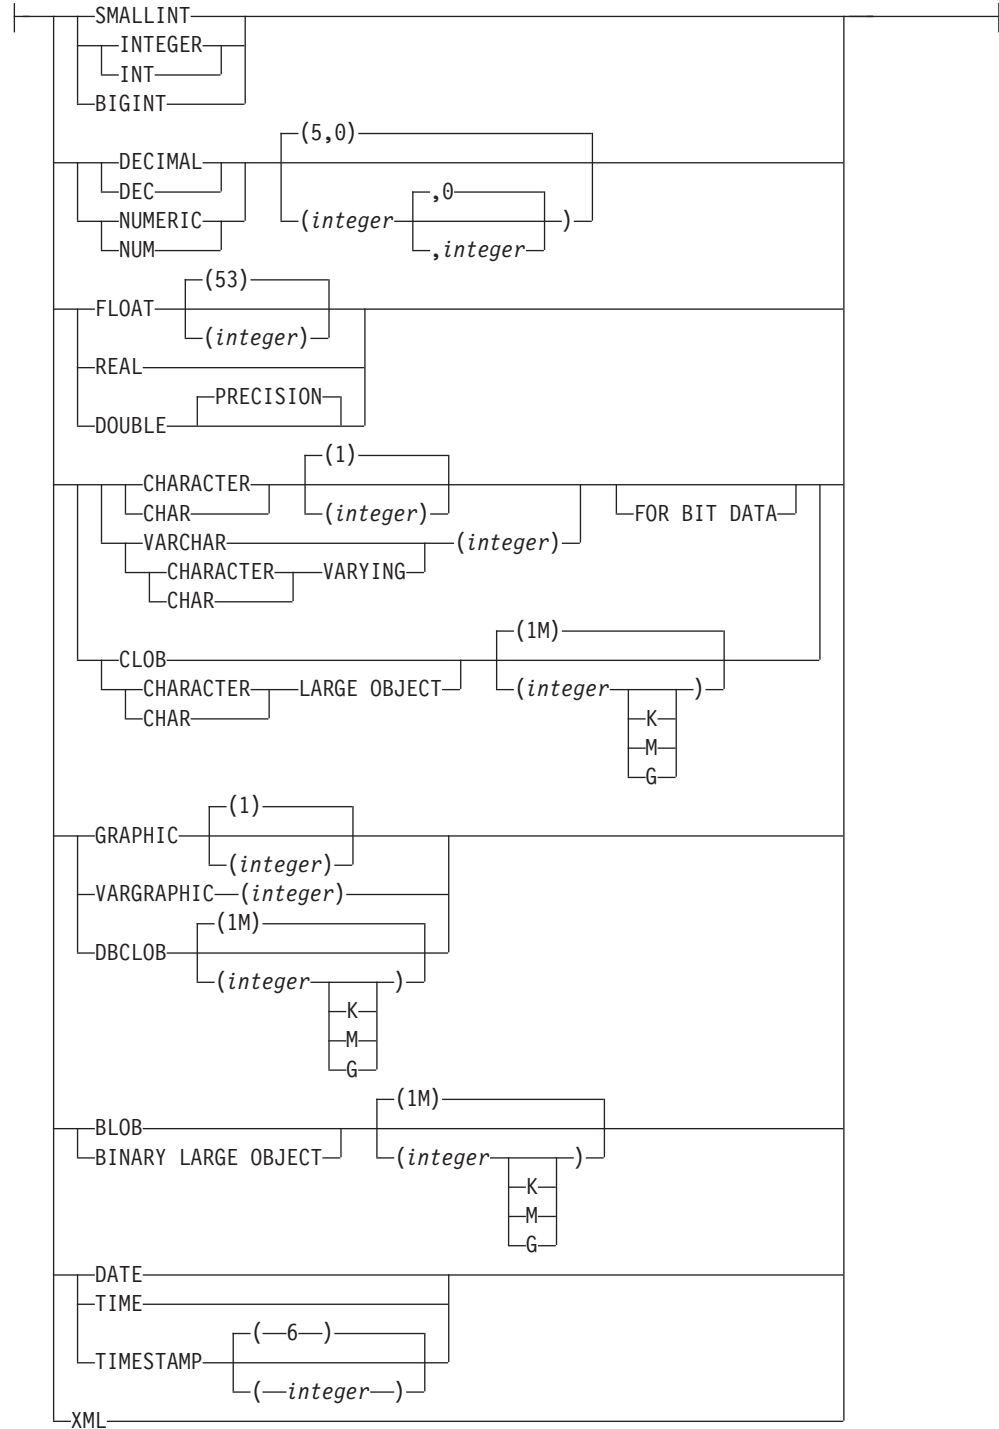 SMALLINT
INTEGER
INT
BIGINT
(5,0)
DECIMAL
DEC
,0
NUMERIC
(integer )
NUM
,integer
(53)
FLOAT
(integer)
REAL
PRECISION
DOUBLE
(1)
CHARACTER
CHAR (integer) FOR BIT DATA
VARCHAR (integer)
CHARACTER VARYING
CHAR
(1M)
CLOB
CHARACTER LARGE OBJECT (integer )
CHAR K
M
G
(1)
GRAPHIC
(integer)
VARGRAPHIC (integer)
(1M)
DBCLOB
(integer )
K
M
G
(1M)
BLOB
BINARY LARGE OBJECT (integer )
K
M
G
DATE
TIME
( 6 )
TIMESTAMP
( integer )
XML